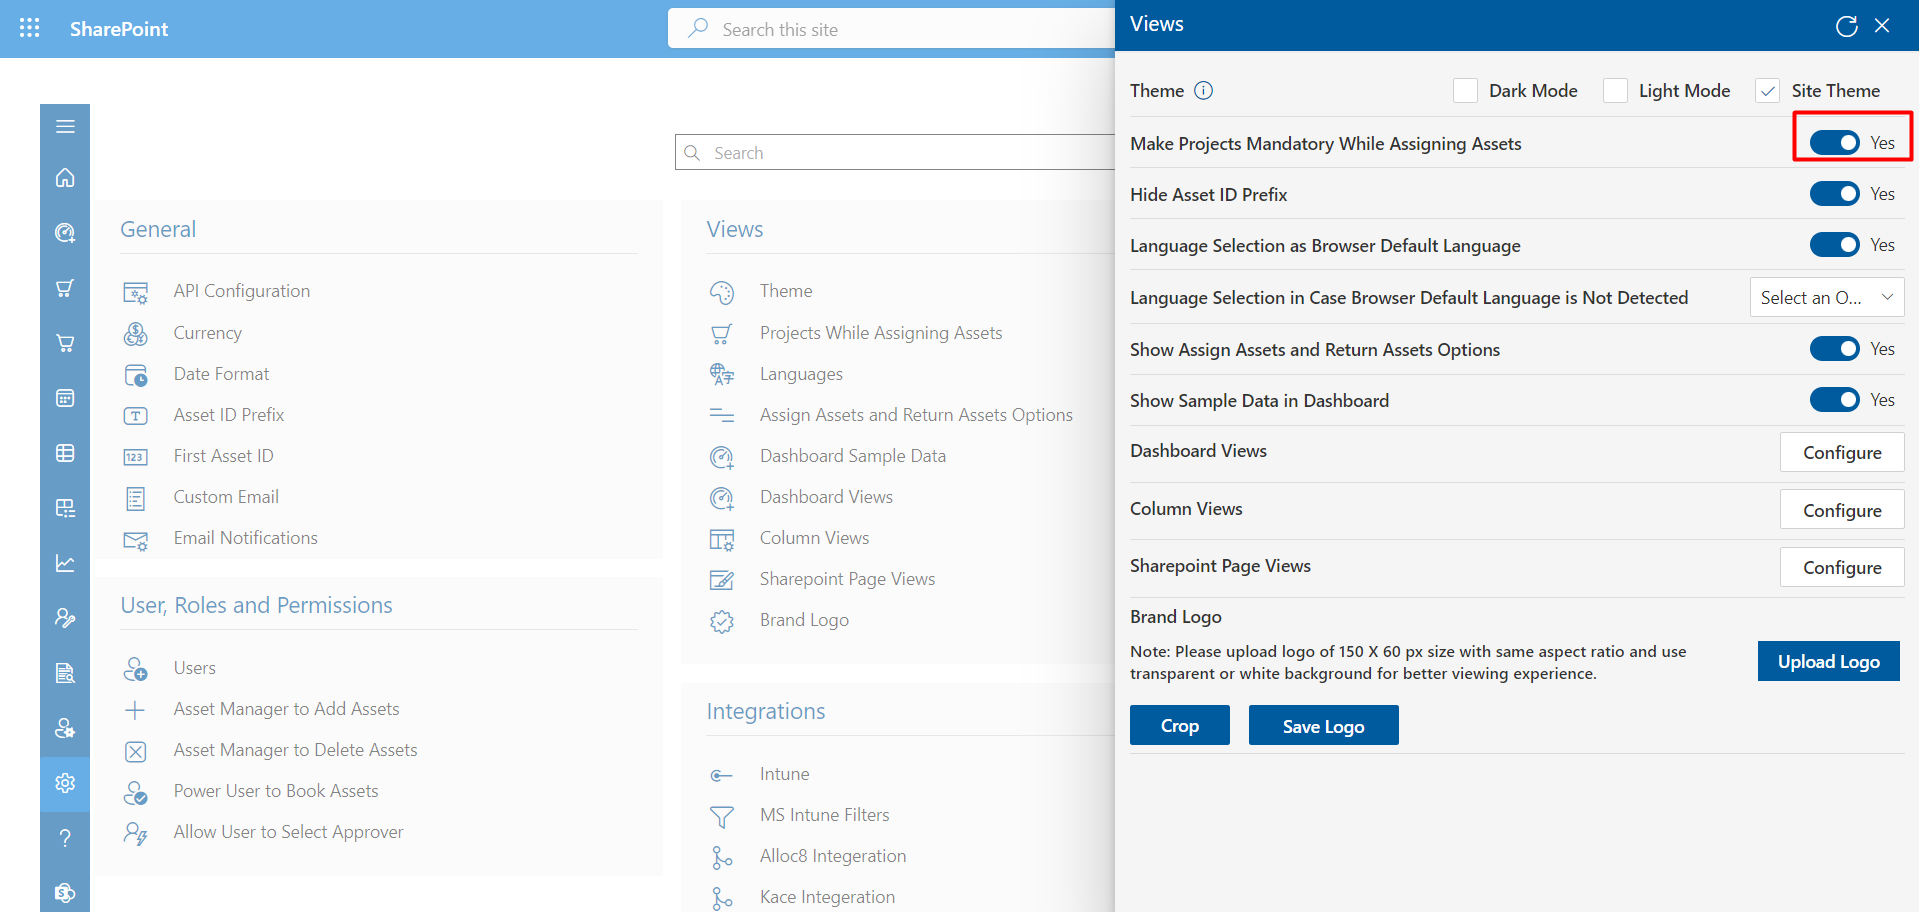 SharePoint
Search this site
Search
General
API Configuration
Currency
Date Format
Asset ID Prefix
First Asset ID
Custom Email
Email Notifications
User, Roles and Permissions
Users
Asset Manager to Add Assets
Asset Manager to Delete Assets
Power User to Book Assets
Allow User to Select Approver
Views
Theme
Projects While Assigning Assets
Languages
Assign Assets and Return Assets Options
Dashboard Sample Data
Dashboard Views
Column Views
Sharepoint Page Views
Brand Logo
Integrations
Intune
MS Intune Filters
Alloc8 Integeration
Kace Integeration
Views
Theme Dark Mode Light Mode Site Theme
Make Projects Mandatory While Assigning Assets Yes
Hide Asset ID Prefix Yes
Language Selection as Browser Default Language Yes
Language Selection in Case Browser Default Language is Not Detected Select an O...
Show Assign Assets and Return Assets Options Yes
Show Sample Data in Dashboard Yes
Dashboard Views Configure
Column Views Configure
Sharepoint Page Views Configure
Brand Logo
Note: Please upload logo of 150 X 60 px size with same aspect ratio and use
transparent or white background for better viewing experience.
Upload Logo
Crop Save Logo